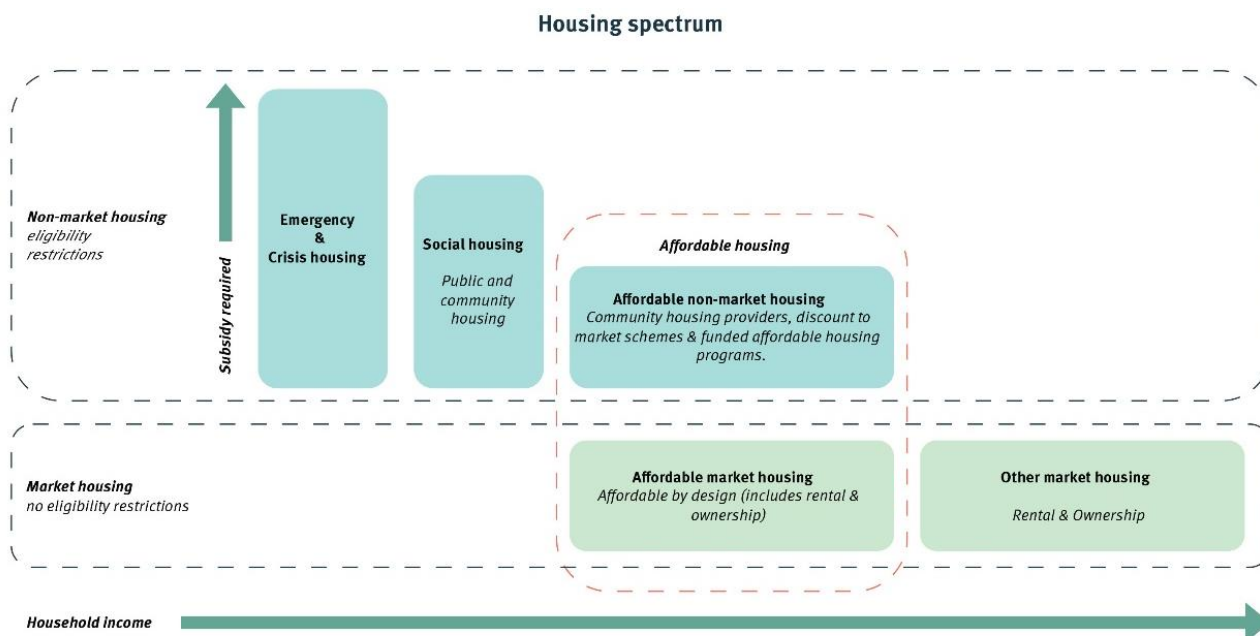 Housing spectrum
Non-market housing
eligibility
restrictions
Subsidy required
Emergency
&
Crisis housing
Social housing
Public and
community
housing
Affordable housing
Affordable non-market housing
Community housing providers, discount to
market schemes & funded affordable housing
programs.
Market housing
no eligibility restrictions
Affordable market housing
Affordable by design (includes rental &
ownership)
Other market housing
Rental & Ownership
Household income